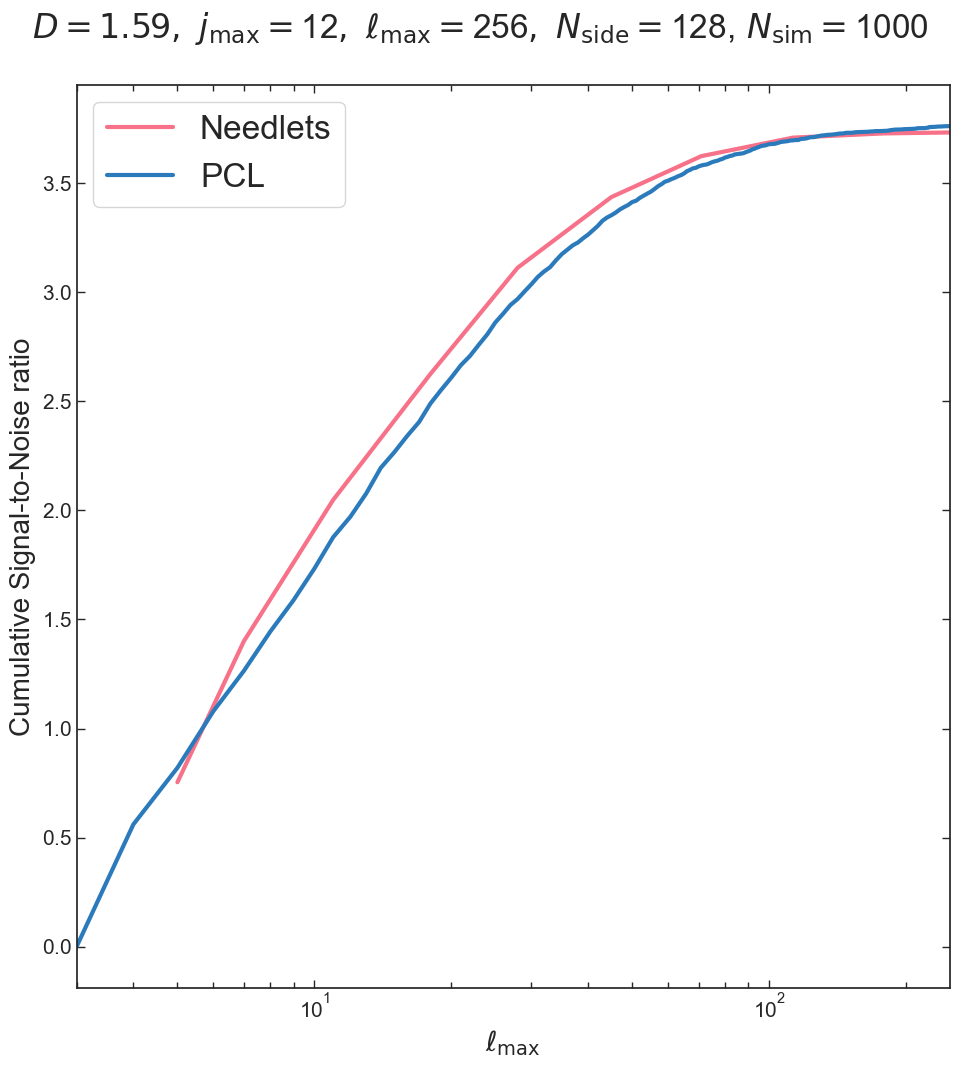 D = 1.59, j_max = 12, ℓ_max = 256, N_side = 128, N_sim = 1000
Needlets
PCL
3.5
3.0
2.5
2.0
1.5
1.0
0.5
0.0
Cumulative Signal-to-Noise ratio
10^1
10^2
ℓ_max